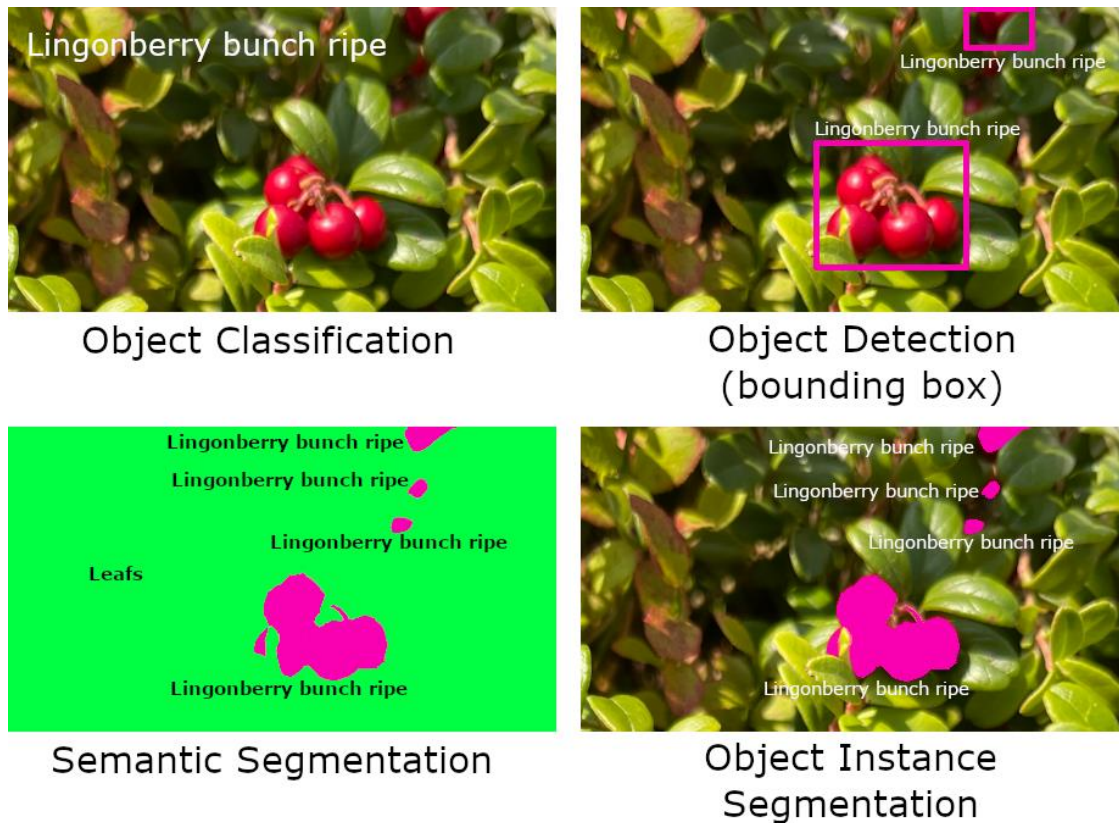 Lingonberry bunch ripe
Object Classification
Lingonberry bunch ripe
Lingonberry bunch ripe
Object Detection
(bounding box)
Lingonberry bunch ripe
Lingonberry bunch ripe
Lingonberry bunch ripe
Leafs
Lingonberry bunch ripe
Semantic Segmentation
Lingonberry bunch ripe
Lingonberry bunch ripe
Lingonberry bunch ripe
Lingonberry bunch ripe
Object Instance
Segmentation